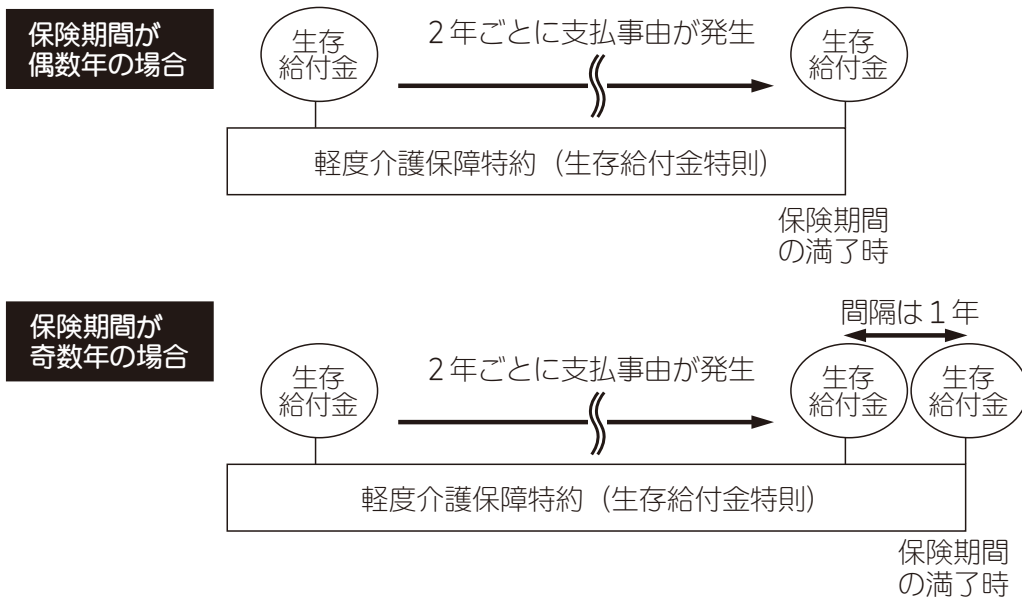 保険期間が
偶数年の場合
生存
給付金
2年ごとに支払事由が発生
生存
給付金
軽度介護保障特約（生存給付金特則）
保険期間
の満了時
保険期間が
奇数年の場合
間隔は1年
生存
給付金
2年ごとに支払事由が発生
生存
給付金
生存
給付金
軽度介護保障特約（生存給付金特則）
保険期間
の満了時